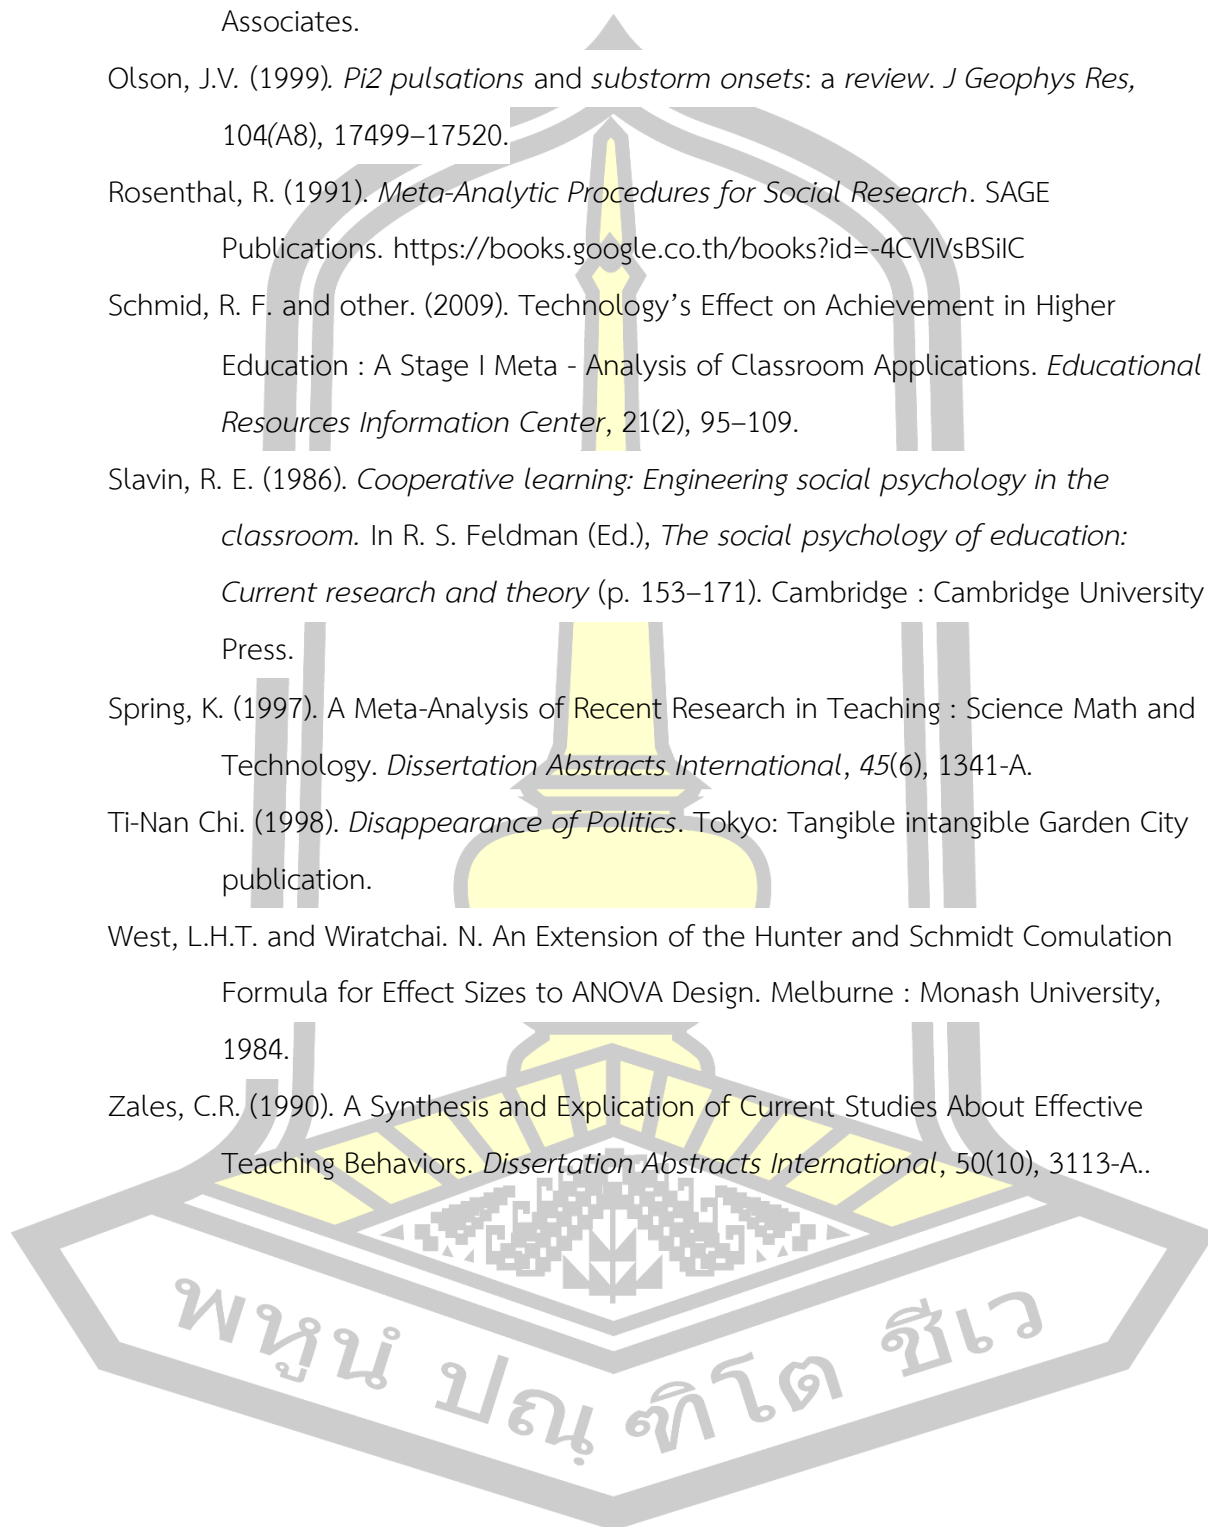 Associates.
Olson, J.V. (1999). Pi2 pulsations and substorm onsets: a review. J Geophys Res,
104(A8), 17499–17520.
Rosenthal, R. (1991). Meta-Analytic Procedures for Social Research. SAGE
Publications. https://books.google.co.th/books?id=-4CVIVsBSiIC
Schmid, R. F. and other. (2009). Technology’s Effect on Achievement in Higher
Education : A Stage I Meta - Analysis of Classroom Applications. Educational
Resources Information Center, 21(2), 95–109.
Slavin, R. E. (1986). Cooperative learning: Engineering social psychology in the
classroom. In R. S. Feldman (Ed.), The social psychology of education:
Current research and theory (p. 153–171). Cambridge : Cambridge University
Press.
Spring, K. (1997). A Meta-Analysis of Recent Research in Teaching : Science Math and
Technology. Dissertation Abstracts International, 45(6), 1341-A.
Ti-Nan Chi. (1998). Disappearance of Politics. Tokyo: Tangible intangible Garden City
publication.
West, L.H.T. and Wiratchai. N. An Extension of the Hunter and Schmidt Comulation
Formula for Effect Sizes to ANOVA Design. Melburne : Monash University,
1984.
Zales, C.R. (1990). A Synthesis and Explication of Current Studies About Effective
Teaching Behaviors. Dissertation Abstracts International, 50(10), 3113-A..
พหูนํ ปณฺฑิโต ชีเว